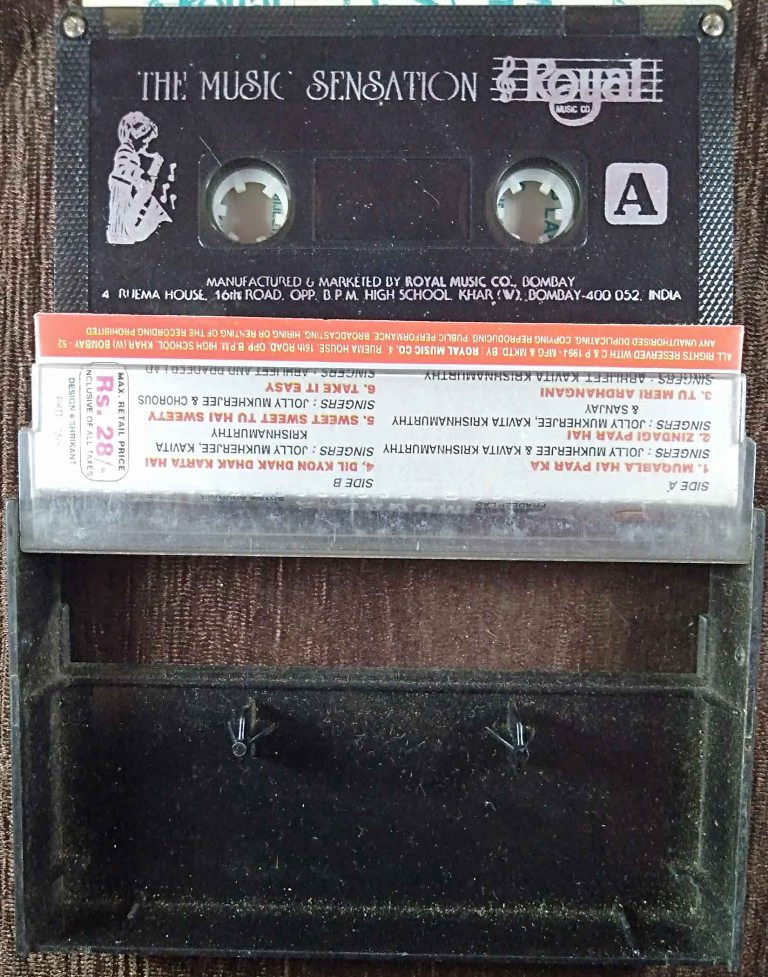 THE MUSIC SENSATION Royal
MUSIC CO
A
MANUFACTURED & MARKETED BY ROYAL MUSIC CO., BOMBAY
4 RUEMA HOUSE, 16th ROAD, OPP. B.P.M. HIGH SCHOOL, KHAR (W), BOMBAY-400 052. INDIA
ALL RIGHTS RESERVED WITH C & P 1991- MFG & MKTD. BY : ROYAL MUSIC CO. 4, RUEMA HOUSE, 16th ROAD, OPP. B.P.M. HIGH SCHOOL, KHAR (W) BOMBAY - 52
ANY UNAUTHORISED DUPLICATING, COPYING, REPRODUCING, PUBLIC PERFORMANCE, BROADCASTING, HIRING OR RENTING OF THE RECORDING PROHIBITED
PRADEEP LAD
SIDE A
1. MUQABLA HAI PYAR KA
SINGERS : JOLLY MUKHERJEE & KAVITA KRISHNAMURTHY
2. ZINDAGI PYAR HAI
SINGERS : JOLLY MUKHERJEE, KAVITA KRISHNAMURTHY
& SANJAY
3. TU MERI ARDHANGANI
SINGERS : ABHIJEET, KAVITA KRISHNAMURTHY
SIDE B
4. DIL KYON DHAK DHAK KARTA HAI
SINGERS : JOLLY MUKHERJEE, KAVITA
KRISHNAMURTHY
5. SWEET SWEET TU HAI SWEETY
SINGERS : JOLLY MUKHERJEE & CHOROUS
6. TAKE IT EASY
SINGERS : ABHIJEET AND PRADEEP LAD
MAX. RETAIL PRICE
Rs. 28/-
INCLUSIVE OF ALL TAXES
DESIGN • SHRIKANT